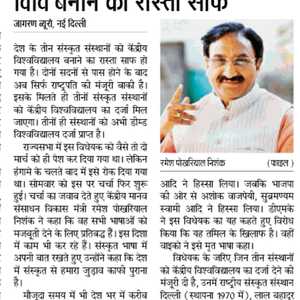 विवि बनाने का रास्ता साफ
जागरण ब्यूरो, नई दिल्ली
देश के तीन संस्कृत संस्थानों को केंद्रीय
विश्वविद्यालय बनाने का रास्ता साफ हो
गया है। दोनों सदनों से पास होने के बाद
अब सिर्फ राष्ट्रपति की मंजूरी बाकी है।
इसके मिलते ही तीनों संस्कृत संस्थानों
को केंद्रीय विश्वविद्यालय का दर्जा मिल
जाएगा। तीनों ही संस्थानों को अभी डीम्ड
विश्वविद्यालय दर्जा प्राप्त है।
राज्यसभा में इस विधेयक को वैसे तो दो
मार्च को ही पेश कर दिया गया था। लेकिन
हंगामे के चलते बाद में इसे रोक दिया गया
था। सोमवार को इस पर चर्चा फिर शुरू
हुई। चर्चा का जवाब देते हुए केंद्रीय मानव
संसाधन विकास मंत्री रमेश पोखरियाल
निशंक ने कहा कि वह सभी भाषाओं को
मजबूती देने के लिए प्रतिबद्ध हैं। इस दिशा
में काम भी कर रहे हैं। संस्कृत भाषा में
अपनी बात रखते हुए उन्होंने कहा कि देश
में संस्कृत से हमारा जुड़ाव काफी पुराना
है।
मौजूदा समय में भी देश भर में करीब
रमेश पोखरियाल निशंक (फाइल)
आदि ने हिस्सा लिया। जबकि भाजपा
की ओर से अशोक वाजपेयी, सुब्रमण्यम
स्वामी आदि ने हिस्सा लिया। डीएमके
ने इस विधेयक का यह कहते हुए विरोध
किया कि यह तमिल के खिलाफ है। वहीं
वाइको ने इसे मृत भाषा कहा।
विधेयक के जरिए जिन तीन संस्थानों
को केंद्रीय विश्वविद्यालय का दर्जा देने की
मंजूरी दी है, उनमें राष्ट्रीय संस्कृत संस्थान
दिल्ली (स्थापना 1970 में), लाल बहादुर